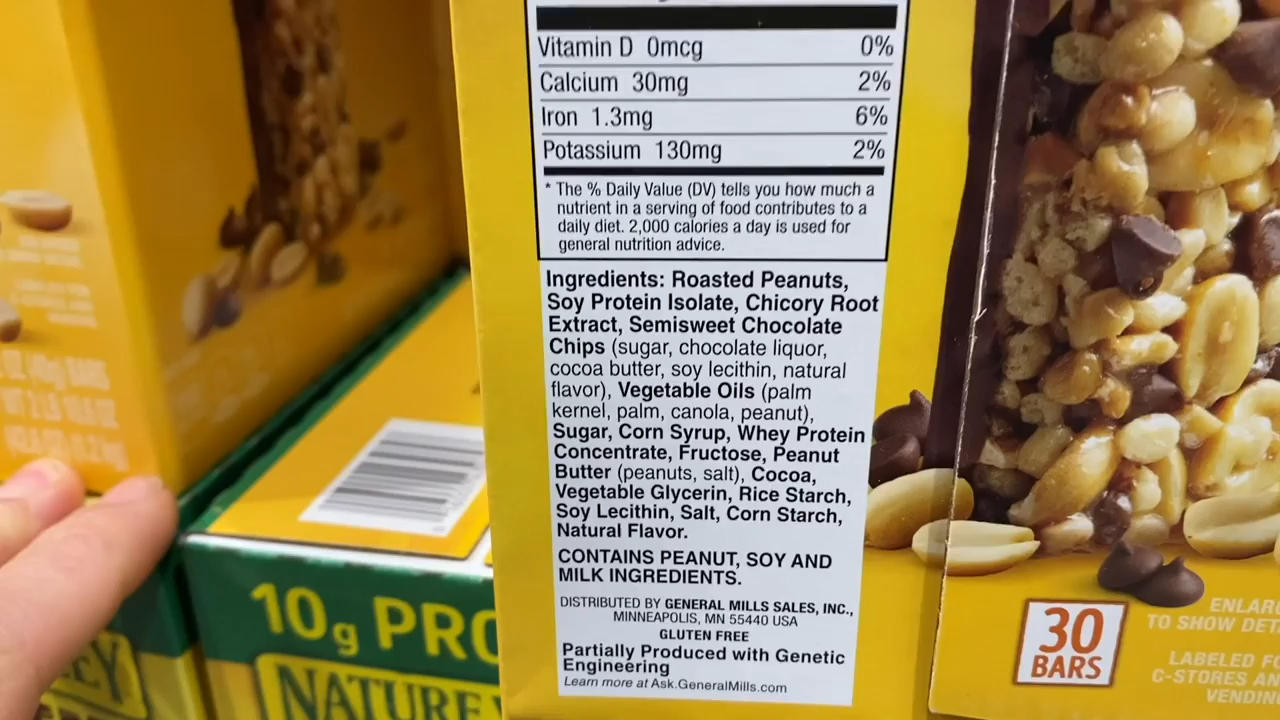 Vitamin D 0mcg 0%
Calcium 30mg 2%
Iron 1.3mg 6%
Potassium 130mg 2%
* The % Daily Value (DV) tells you how much a
nutrient in a serving of food contributes to a
daily diet. 2,000 calories a day is used for
general nutrition advice.
Ingredients: Roasted Peanuts,
Soy Protein Isolate, Chicory Root
Extract, Semisweet Chocolate
Chips (sugar, chocolate liquor,
cocoa butter, soy lecithin, natural
flavor), Vegetable Oils (palm
kernel, palm, canola, peanut),
Sugar, Corn Syrup, Whey Protein
Concentrate, Fructose, Peanut
Butter (peanuts, salt), Cocoa,
Vegetable Glycerin, Rice Starch,
Soy Lecithin, Salt, Corn Starch,
Natural Flavor.
CONTAINS PEANUT, SOY AND
MILK INGREDIENTS.
DISTRIBUTED BY GENERAL MILLS SALES, INC.,
MINNEAPOLIS, MN 55440 USA
GLUTEN FREE
Partially Produced with Genetic
Engineering
Learn more at Ask.GeneralMills.com
10g PRO
NATURE
30
BARS
TO SHOW
LABELED
C-STORES